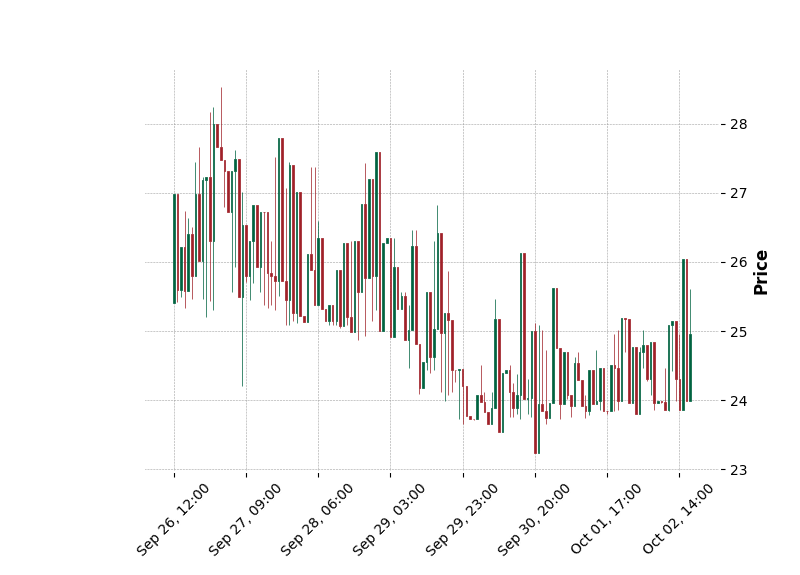 28
27
26
25
24
23
Price
Sep 26, 12:00
Sep 27, 09:00
Sep 28, 06:00
Sep 29, 03:00
Sep 29, 23:00
Sep 30, 20:00
Oct 01, 17:00
Oct 02, 14:00